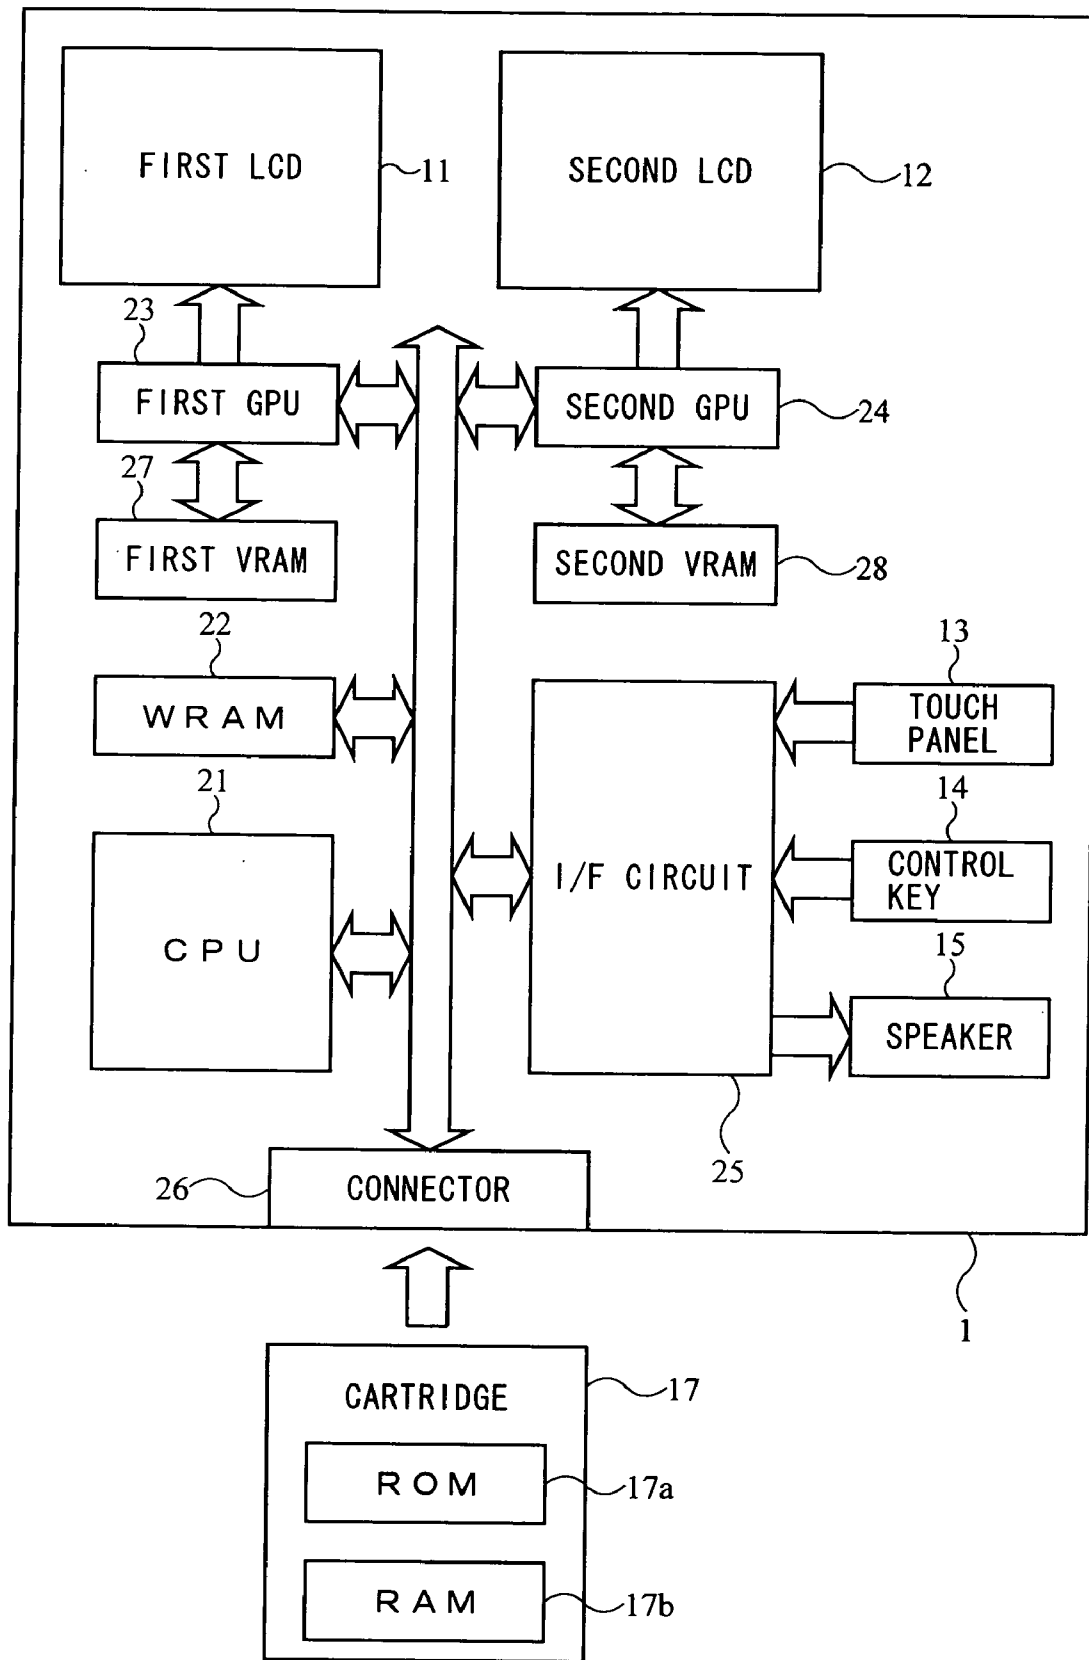 FIRST LCD
11
SECOND LCD
12
23
FIRST GPU
SECOND GPU
24
27
FIRST VRAM
SECOND VRAM
28
22
WRAM
13
TOUCH
PANEL
21
CPU
I/F CIRCUIT
14
CONTROL
KEY
15
SPEAKER
25
26
CONNECTOR
1
CARTRIDGE
17
ROM
17a
RAM
17b